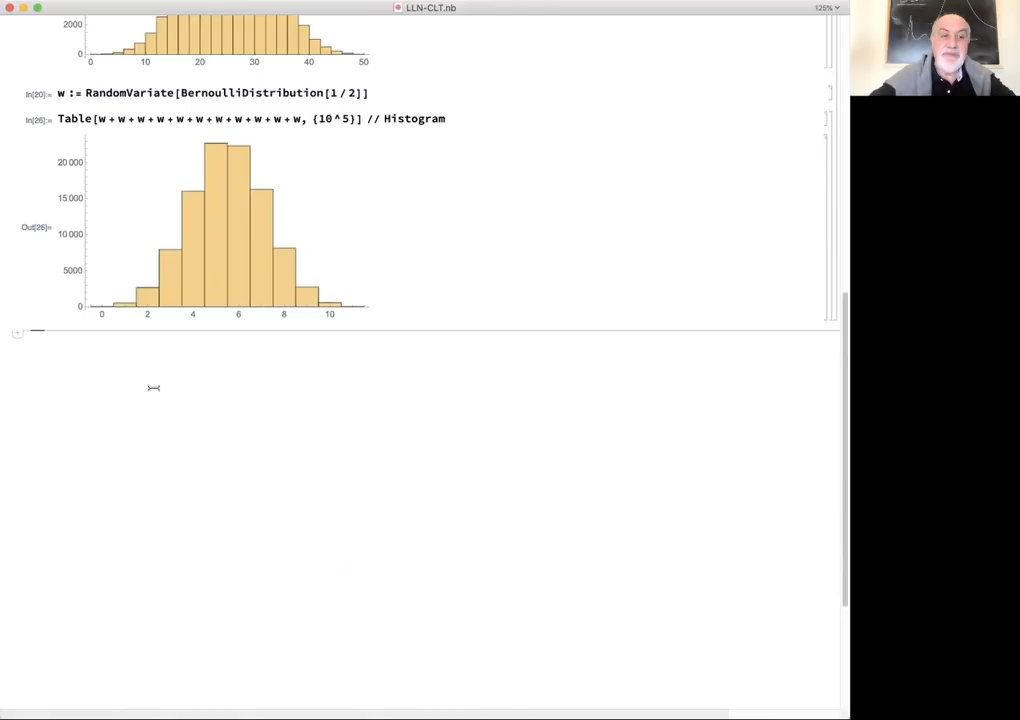 LLN-CLT.nb
125%
2000
0
0 10 20 30 40 50
In[20]:= w := RandomVariate[BernoulliDistribution[1 / 2]]
In[26]:= Table[w + w + w + w + w + w + w + w + w + w + w, {10^5}] // Histogram
20 000
15 000
Out[26]=
10 000
5000
0
0 2 4 6 8 10